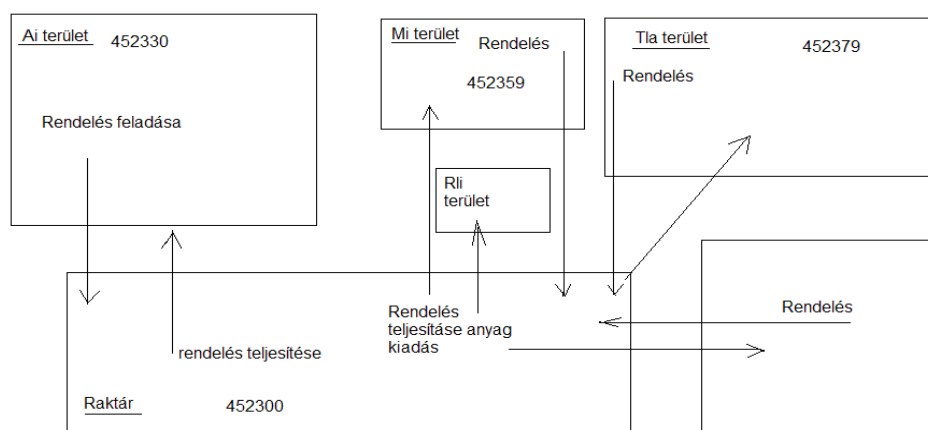 Ai terület 452330
Rendelés feladása
Mi terület Rendelés
452359
Tla terület 452379
Rendelés
Rli
terület
Rendelés
teljesítése anyag
kiadás
Rendelés
rendelés teljesítése
Raktár 452300